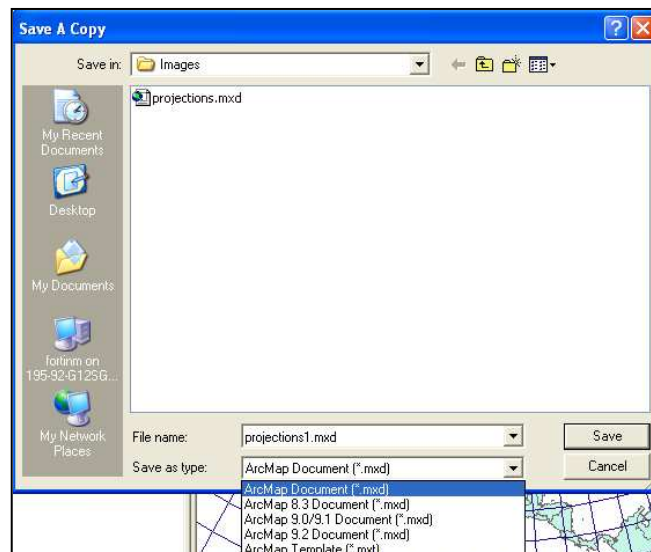 Save A Copy
Save in:
Images
projections.mxd
My Recent
Documents
Desktop
My Documents
fortinm on
195-92-G12SG...
My Network
Places
File name:
projections1.mxd
Save
Save as type:
ArcMap Document (*.mxd)
Cancel
ArcMap Document (*.mxd)
ArcMap 8.3 Document (*.mxd)
ArcMap 9.0/9.1 Document (*.mxd)
ArcMap 9.2 Document (*.mxd)
ArcMap Template (*.mxt)